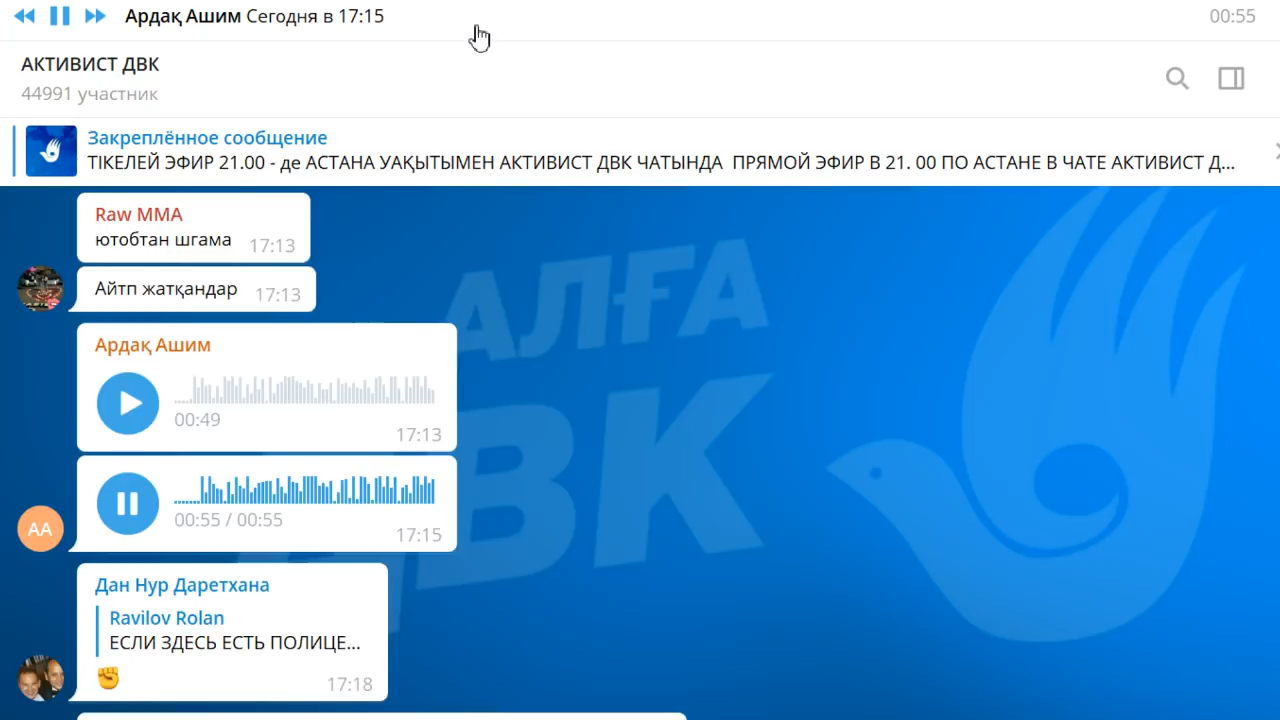 Ардақ Ашим Сегодня в 17:15
00:55
АКТИВИСТ ДВК
44991 участник
Закреплённое сообщение
ТІКЕЛЕЙ ЭФИР 21.00 - де АСТАНА УАҚЫТЫМЕН АКТИВИСТ ДВК ЧАТЫНДА ПРЯМОЙ ЭФИР В 21. 00 ПО АСТАНЕ В ЧАТЕ АКТИВИСТ Д...
Raw MMA
ютобтан шгама 17:13
Айтп жатқандар 17:13
АЛҒА
ДВК
Ардақ Ашим
00:49
17:13
00:55 / 00:55
17:15
АА
Дан Нур Даретхана
Ravilov Rolan
ЕСЛИ ЗДЕСЬ ЕСТЬ ПОЛИЦЕ...
17:18